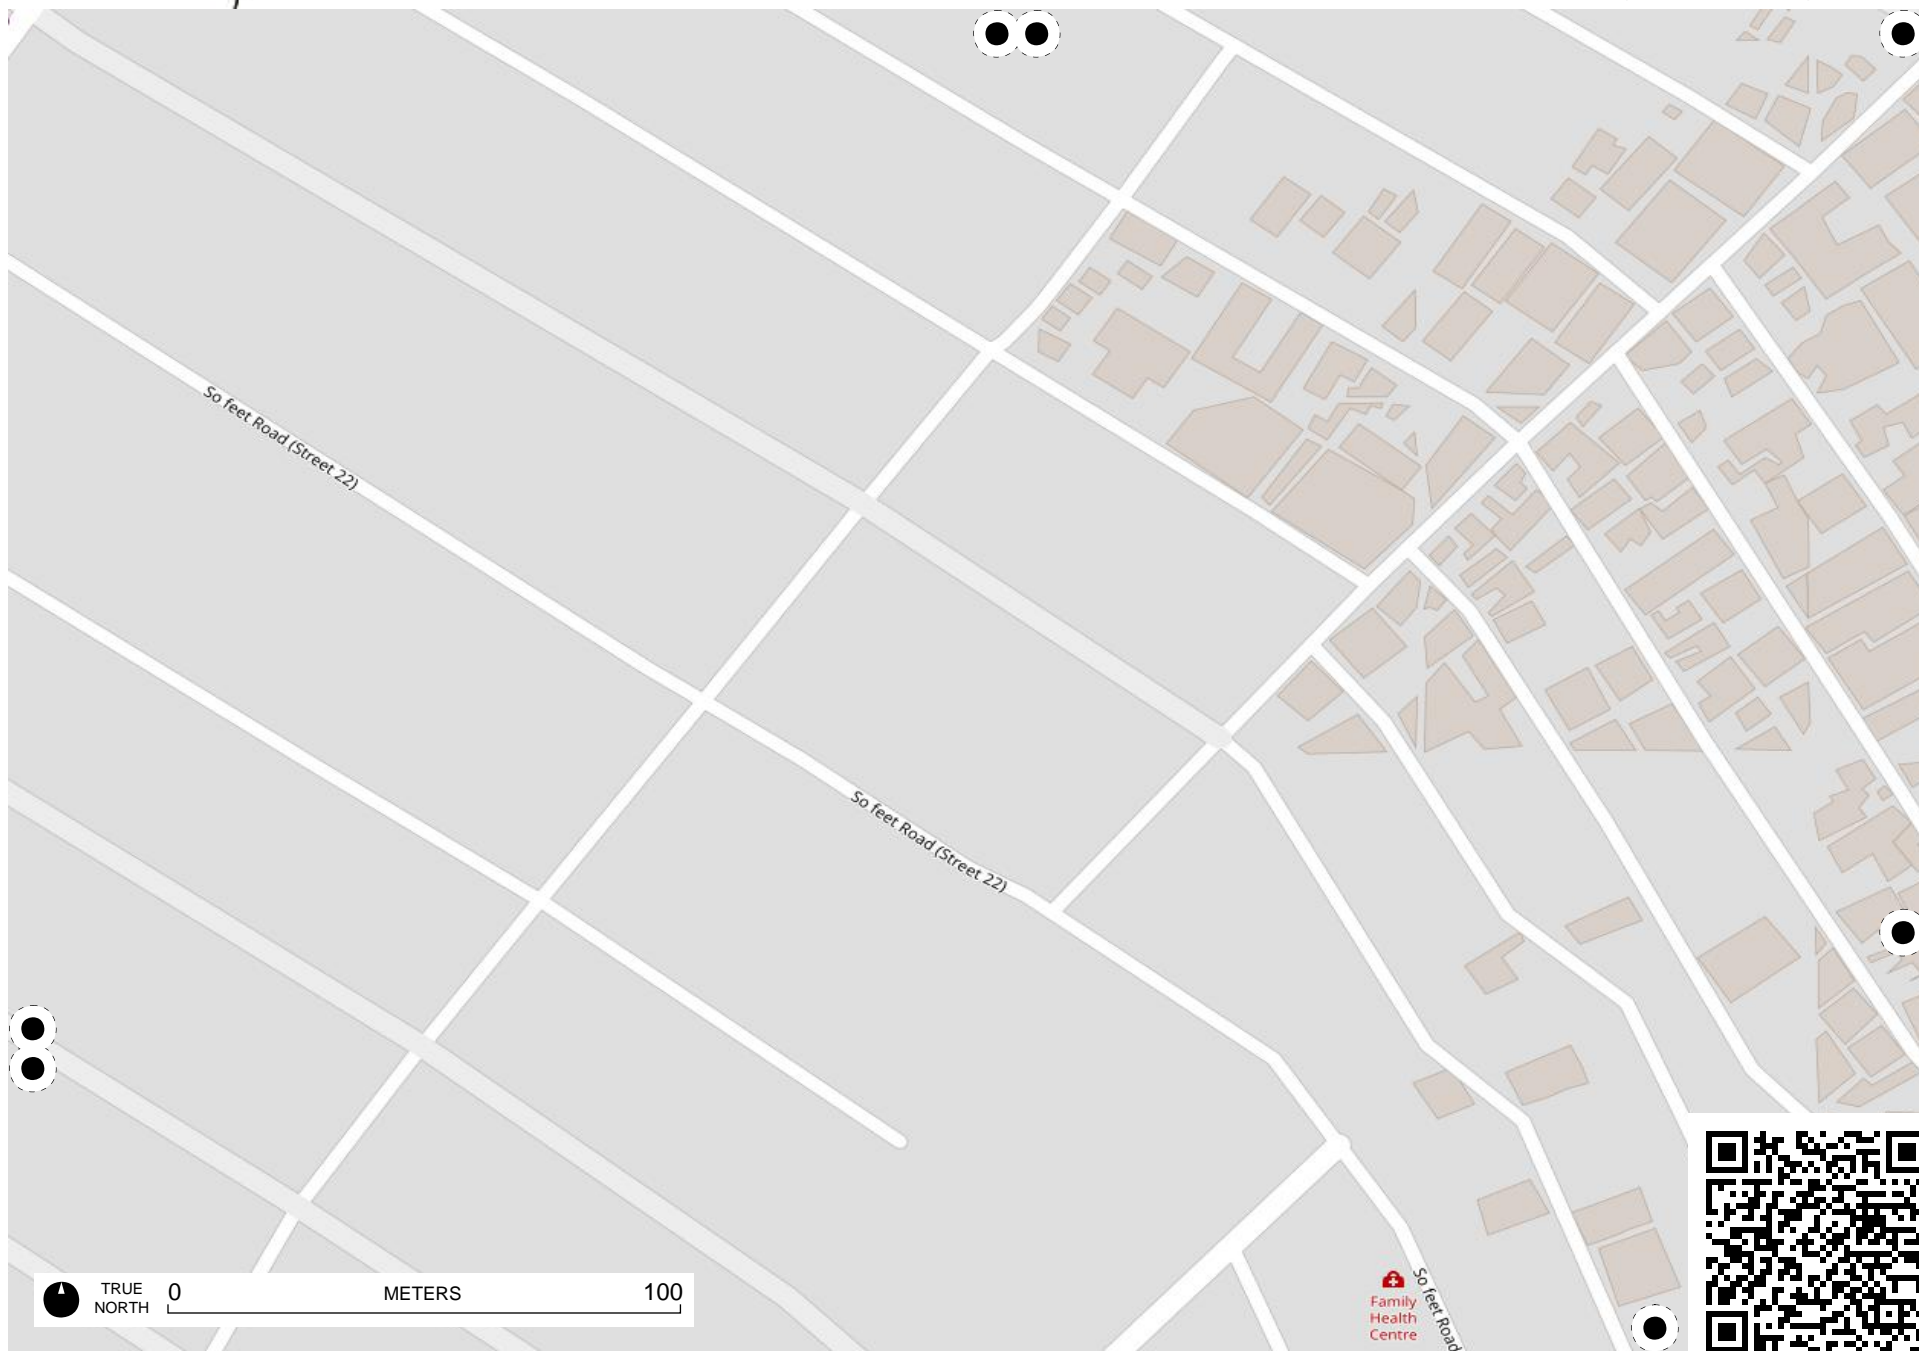 So feet Road (Street 22)
So feet Road (Street 22)
So feet Road
Family
Health
Centre
TRUE
NORTH
0
METERS
100